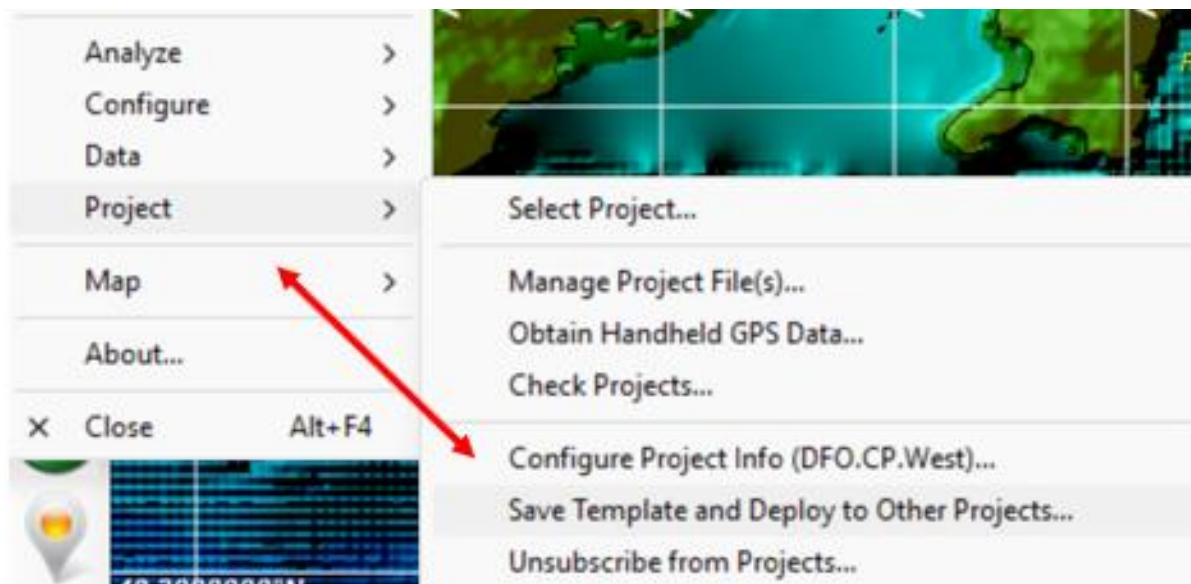 Analyze >
Configure >
Data >
Project >
Map >
About...
× Close Alt+F4
Select Project...
Manage Project File(s)...
Obtain Handheld GPS Data...
Check Projects...
Configure Project Info (DFO.CP.West)...
Save Template and Deploy to Other Projects...
Unsubscribe from Projects...